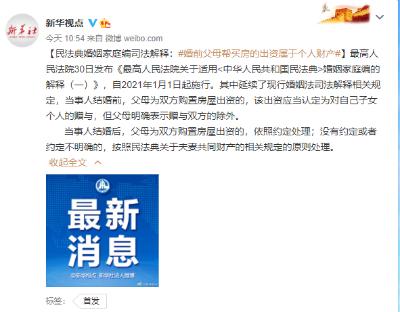 新华社
新华视点
今天 10:54 来自 微博 weibo.com
【民法典婚姻家庭编司法解释：#婚前父母帮买房的出资属于个人财产#】最高人
民法院30日发布《最高人民法院关于适用<中华人民共和国民法典>婚姻家庭编的
解释（一）》，自2021年1月1日起施行。其中延续了现行婚姻法司法解释相关规
定，当事人结婚前，父母为双方购置房屋出资的，该出资应当认定为对自己子女
个人的赠与，但父母明确表示赠与双方的除外。
当事人结婚后，父母为双方购置房屋出资的，依照约定处理；没有约定或者
约定不明确的，按照民法典关于夫妻共同财产的相关规定的原则处理。
收起全文
最新
消息
标签：
首发